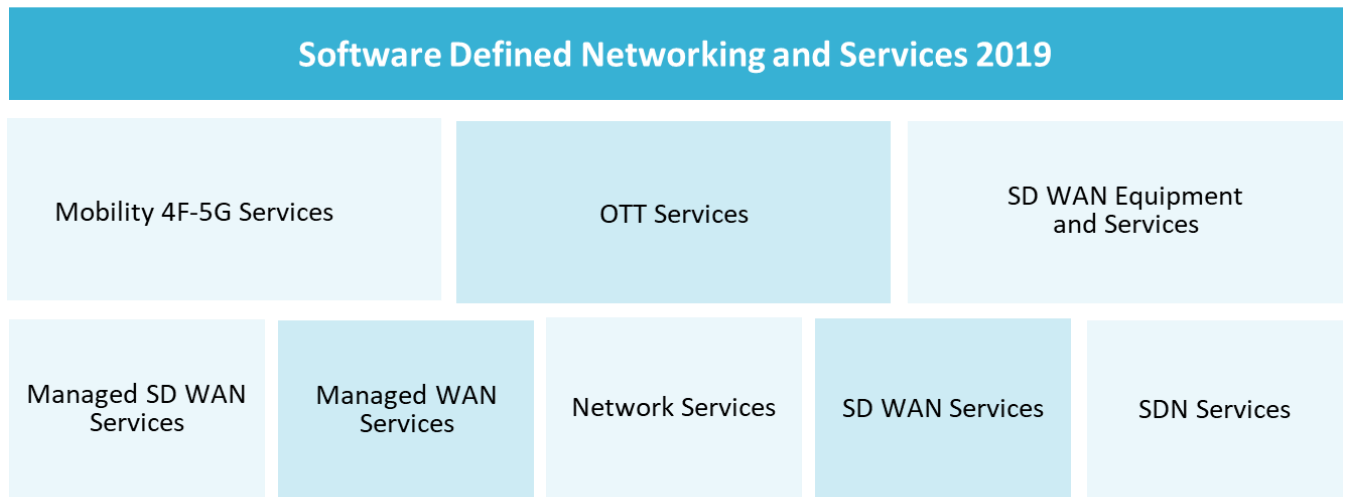 Software Defined Networking and Services 2019
Mobility 4F-5G Services
OTT Services
SD WAN Equipment
and Services
Managed SD WAN
Services
Managed WAN
Services
Network Services
SD WAN Services
SDN Services